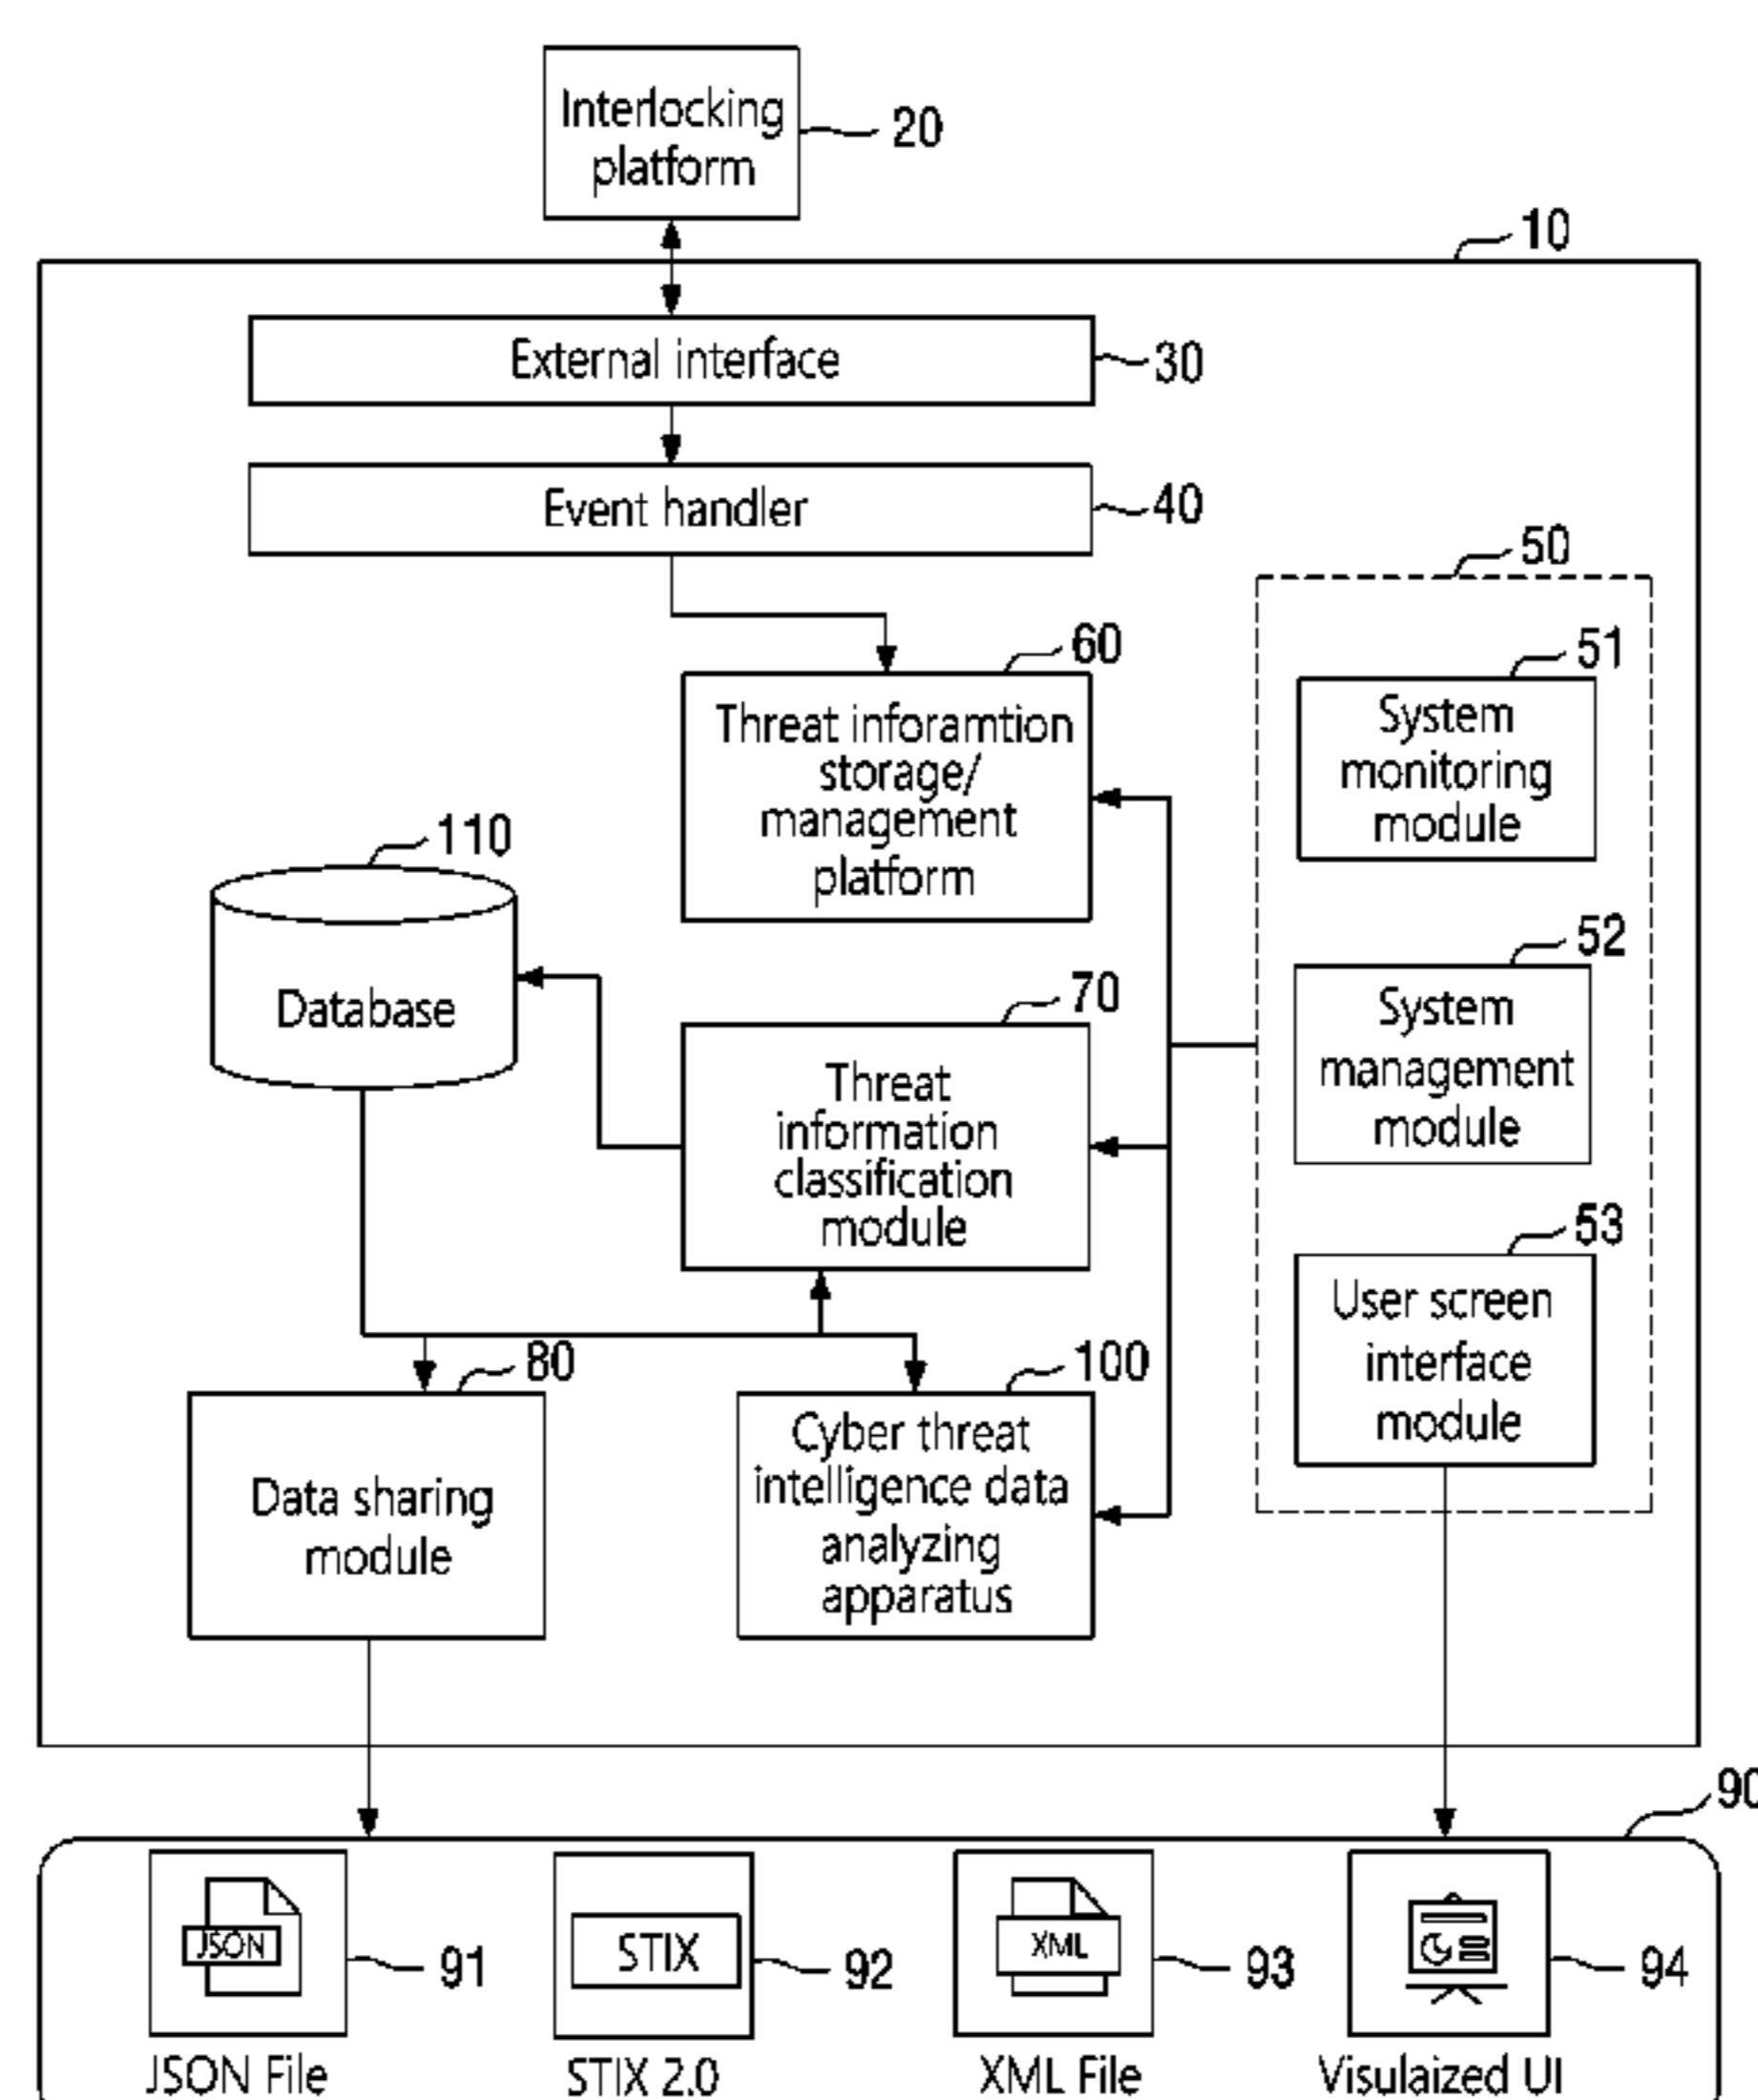 Interlocking
platform
20
10
External interface
30
Event handler
40
50
60
51
Threat inforamtion
storage/
management
platform
System
monitoring
module
110
Database
52
System
management
module
70
Threat
information
classification
module
53
User screen
interface
module
80
Data sharing
module
100
Cyber threat
intelligence data
analyzing
apparatus
90
JSON
91
STIX
92
XML
93
94
JSON File
STIX 2.0
XML File
Visulaized UI